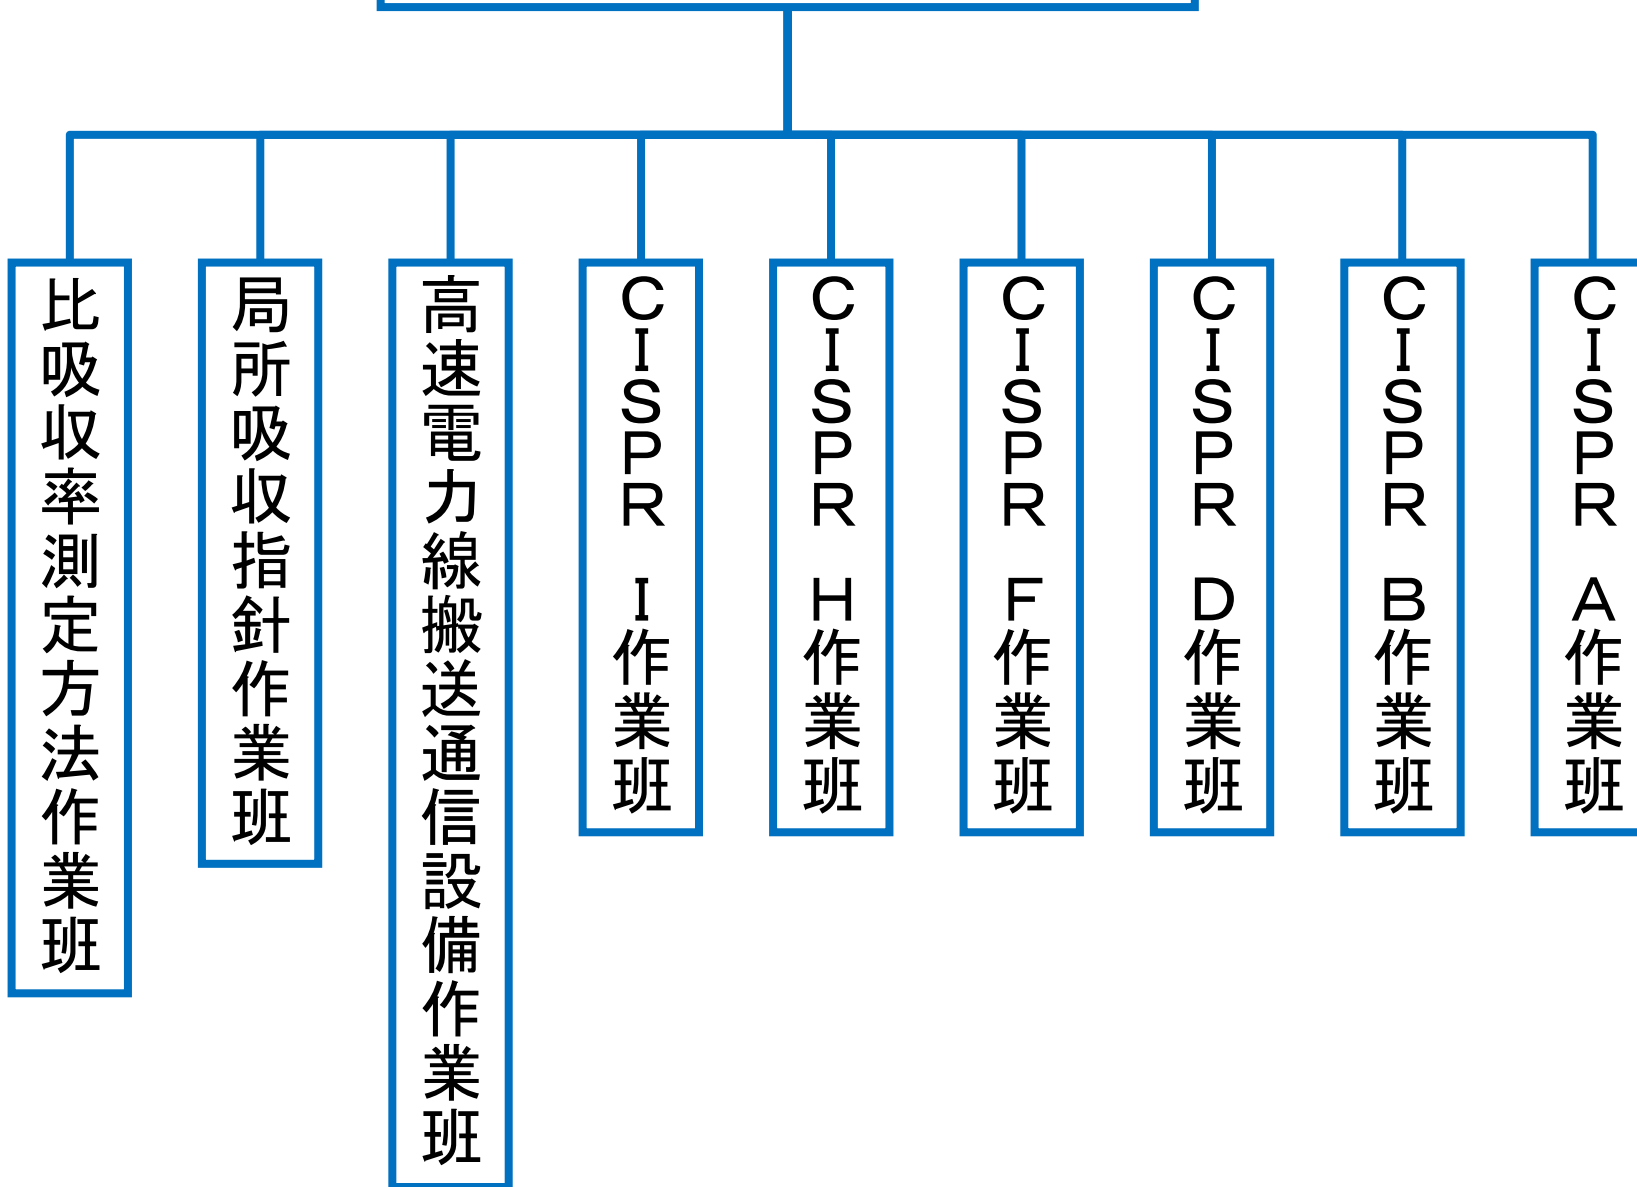 CISPR A作業班
CISPR B作業班
CISPR D作業班
CISPR F作業班
CISPR H作業班
CISPR I作業班
高速電力線搬送通信設備作業班
局所吸収指針作業班
比吸収率測定方法作業班